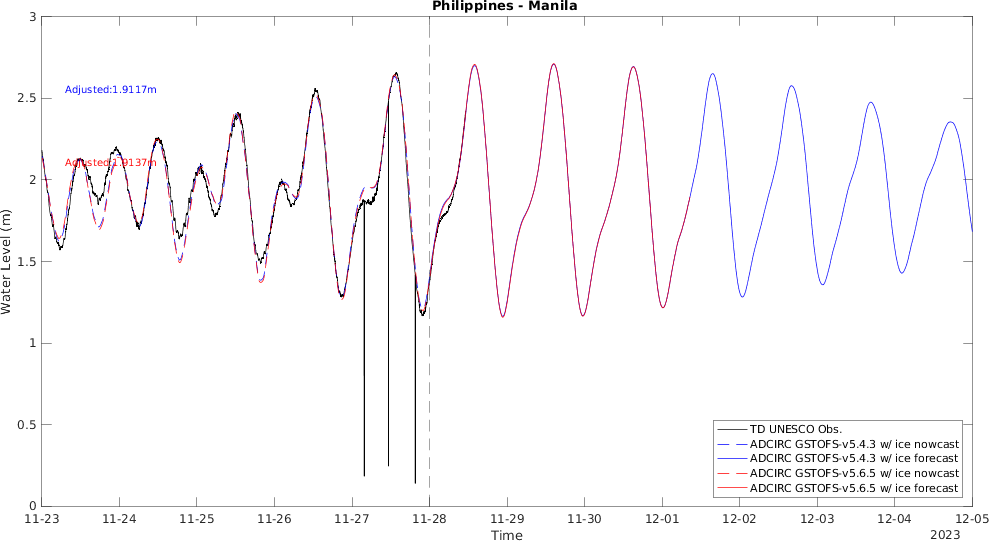 Philippines - Manila
3
2.5
2
1.5
1
0.5
0
Water Level (m)
Adjusted:1.9117m
Adjusted:1.9137m
TD UNESCO Obs.
ADCIRC GSTOFS-v5.4.3 w/ ice nowcast
ADCIRC GSTOFS-v5.4.3 w/ ice forecast
ADCIRC GSTOFS-v5.6.5 w/ ice nowcast
ADCIRC GSTOFS-v5.6.5 w/ ice forecast
11-23 11-24 11-25 11-26 11-27 11-28 11-29 11-30 12-01 12-02 12-03 12-04 12-05
Time
2023